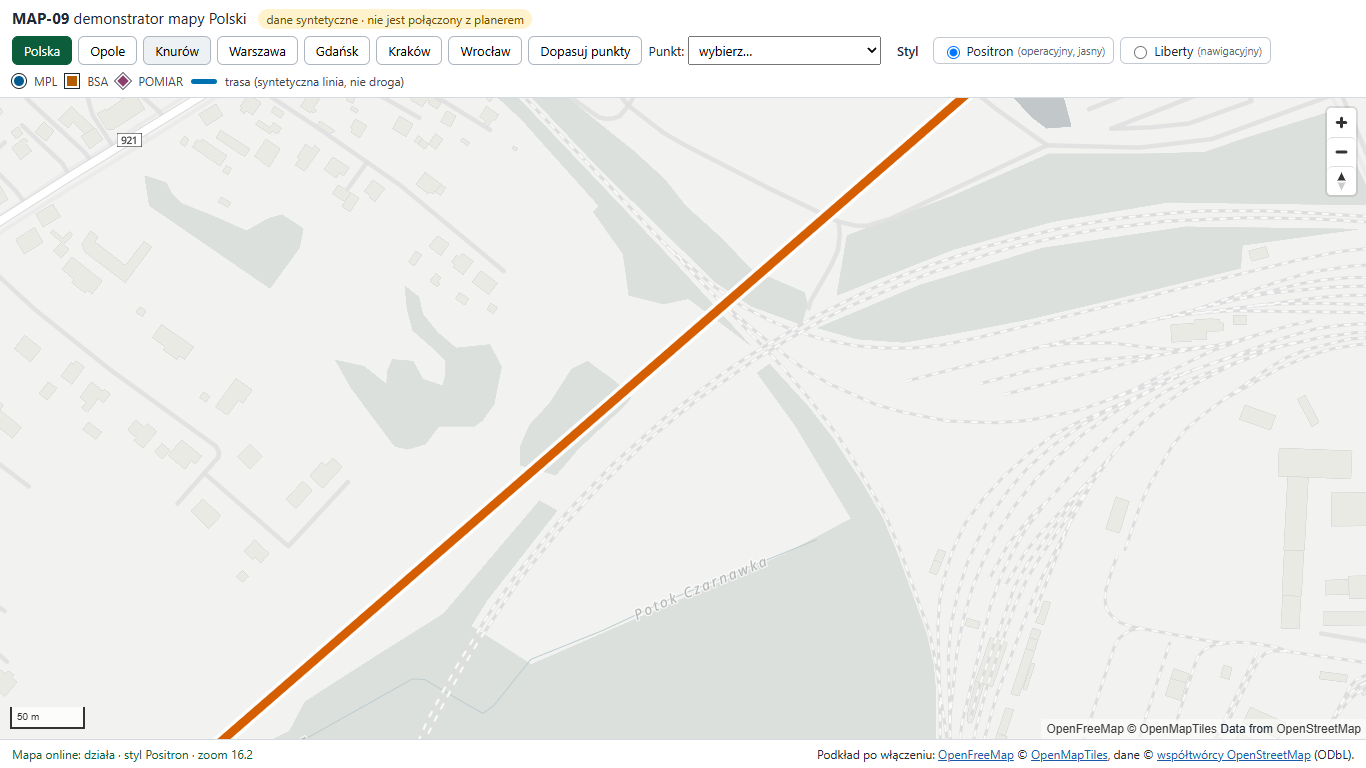 MAP-09 demonstrator mapy Polski dane syntetyczne · nie jest połączony z planerem
Polska Opole Knurów Warszawa Gdańsk Kraków Wrocław Dopasuj punkty Punkt: wybierz... Styl Positron (operacyjny, jasny) Liberty (nawigacyjny)
MPL BSA POMIAR trasa (syntetyczna linia, nie droga)
921
Potok Czarnawka
50 m
OpenFreeMap © OpenMapTiles Data from OpenStreetMap
Mapa online: działa · styl Positron · zoom 16.2
Podkład po włączeniu: OpenFreeMap © OpenMapTiles, dane © współtwórcy OpenStreetMap (ODbL).